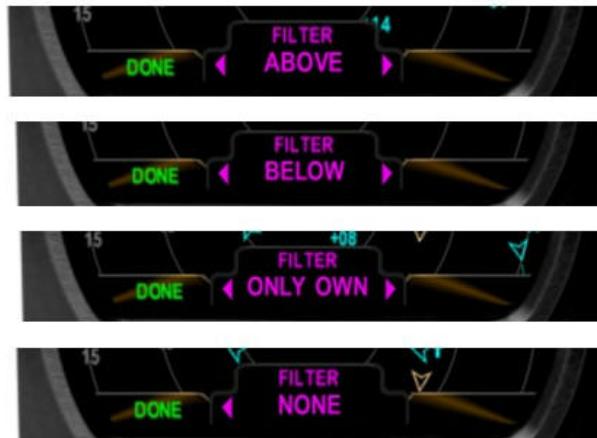 15
14
FILTER
DONE
ABOVE
15
FILTER
DONE
BELOW
15
+08
FILTER
DONE
ONLY OWN
15
FILTER
DONE
NONE